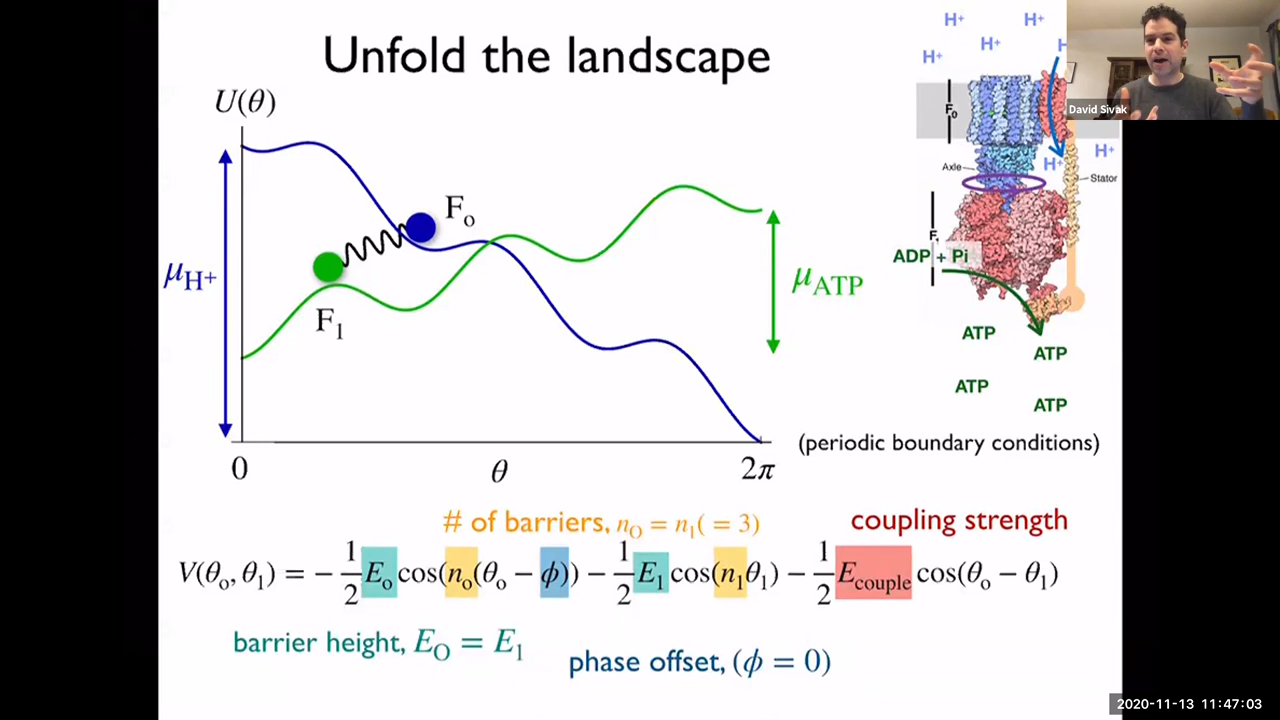 Unfold the landscape
U(θ)
μH+
Fo
F1
μATP
0
θ
2π
(periodic boundary conditions)
H+
H+
H+
H+
H
Fo
Axle
H+
H+
Stator
F
ADP + Pi
ATP
ATP
ATP
ATP
David Sivak
# of barriers, nO = n1( = 3)
coupling strength
V(θo, θ1) = − 1/2 Eo cos(no(θo − ϕ)) − 1/2 E1 cos(n1θ1) − 1/2 Ecouple cos(θo − θ1)
barrier height, EO = E1
phase offset, (ϕ = 0)
2020-11-13 11:47:03